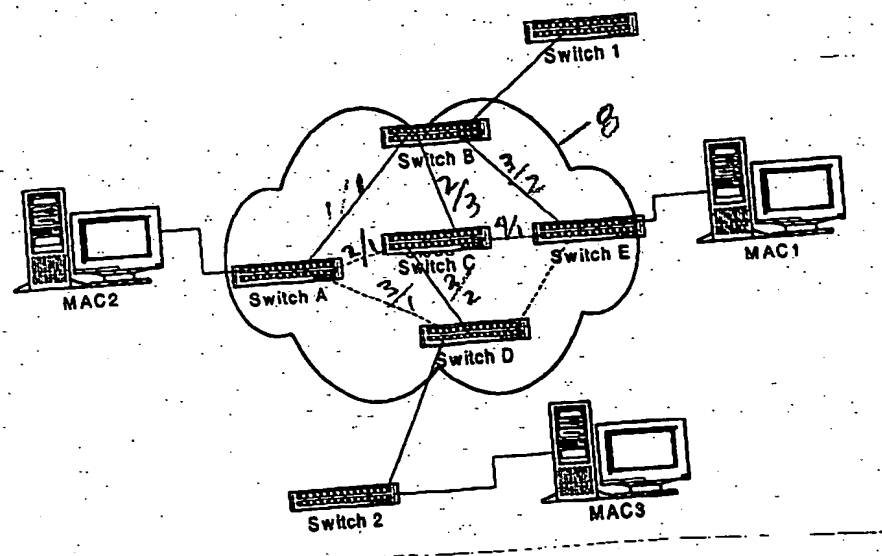 Switch 1
8
Switch B
1/1
2/3
3/2
MAC1
2/1
4/1
Switch C
Switch E
MAC2
Switch A
3/1
3/2
Switch D
Switch 2
MAC3